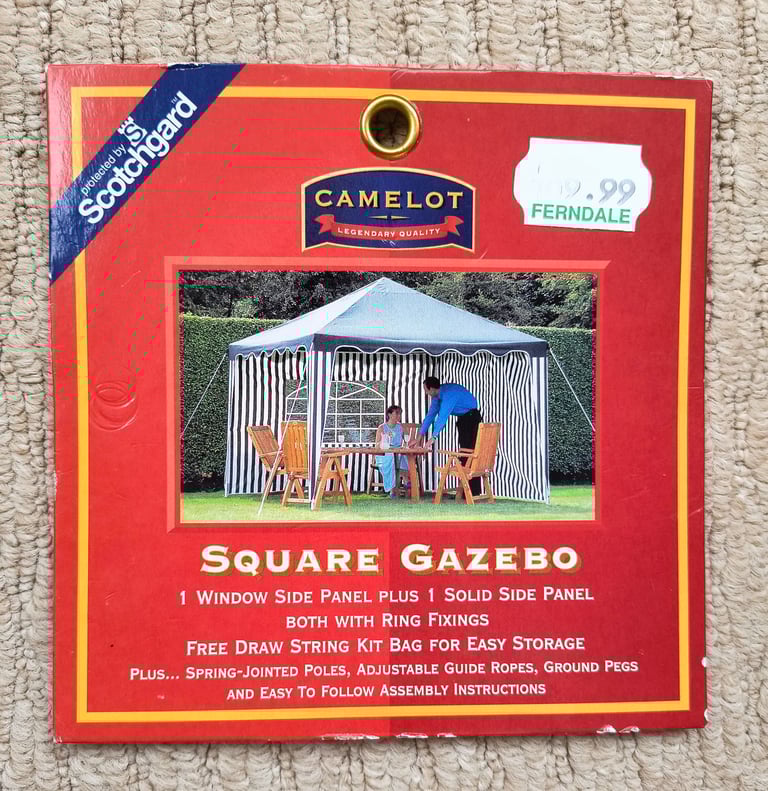 protected by
Scotchgard™
CAMELOT
LEGENDARY QUALITY
9.99
FERNDALE
SQUARE GAZEBO
1 WINDOW SIDE PANEL PLUS 1 SOLID SIDE PANEL
BOTH WITH RING FIXINGS
FREE DRAW STRING KIT BAG FOR EASY STORAGE
PLUS... SPRING-JOINTED POLES, ADJUSTABLE GUIDE ROPES, GROUND PEGS
AND EASY TO FOLLOW ASSEMBLY INSTRUCTIONS